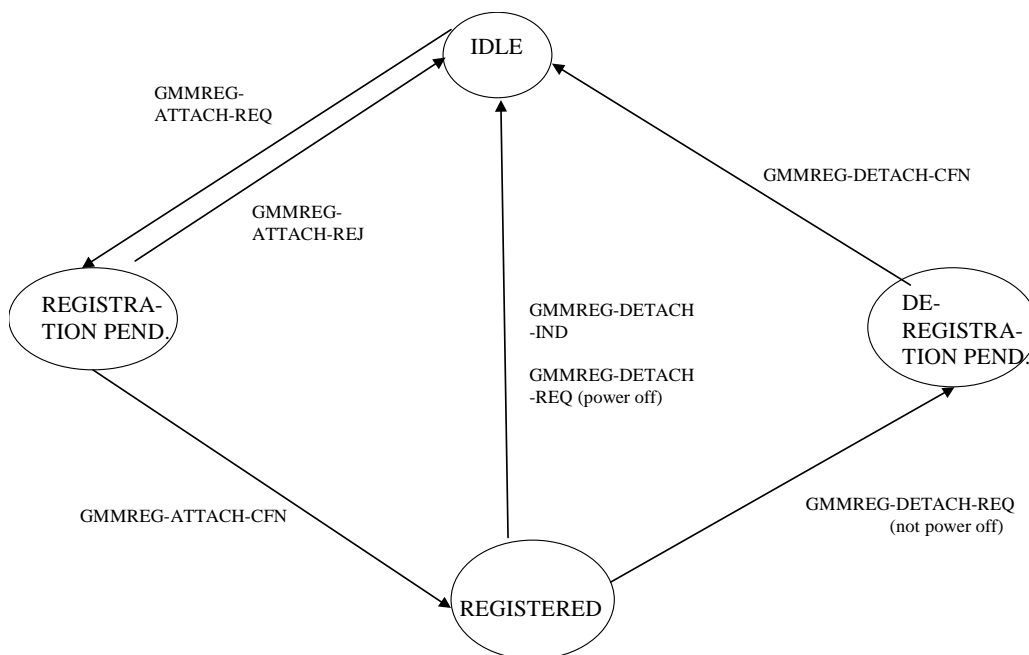 IDLE
GMMREG-
ATTACH-REQ
GMMREG-DETACH-CFN
GMMREG-
ATTACH-REJ
REGISTRA-
TION PEND.
GMMREG-DETACH
-IND
GMMREG-DETACH
-REQ (power off)
DE-
REGISTRA-
TION PEND.
GMMREG-ATTACH-CFN
GMMREG-DETACH-REQ
(not power off)
REGISTERED